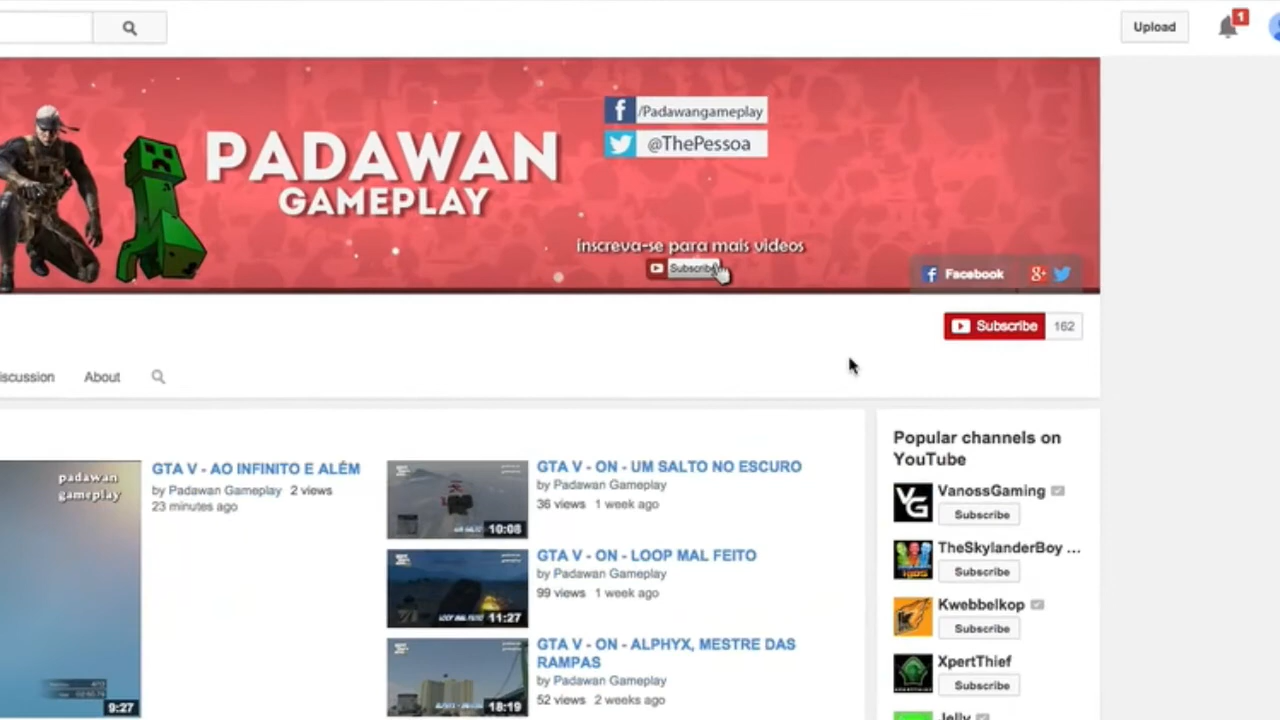 Upload
1
/Padawangameplay
@ThePessoa
PADAWAN
GAMEPLAY
inscreva-se para mais videos
Subscribe
Facebook
Subscribe 162
iscussion About
padawan
gameplay
9:27
GTA V - AO INFINITO E ALÉM
by Padawan Gameplay 2 views
23 minutes ago
10:08
GTA V - ON - UM SALTO NO ESCURO
by Padawan Gameplay
36 views 1 week ago
11:27
GTA V - ON - LOOP MAL FEITO
by Padawan Gameplay
99 views 1 week ago
18:19
GTA V - ON - ALPHYX, MESTRE DAS
RAMPAS
by Padawan Gameplay
52 views 2 weeks ago
Popular channels on
YouTube
VG
VanossGaming
Subscribe
TheSkylanderBoy ...
Subscribe
Kwebbelkop
Subscribe
XpertThief
Subscribe
Jelly